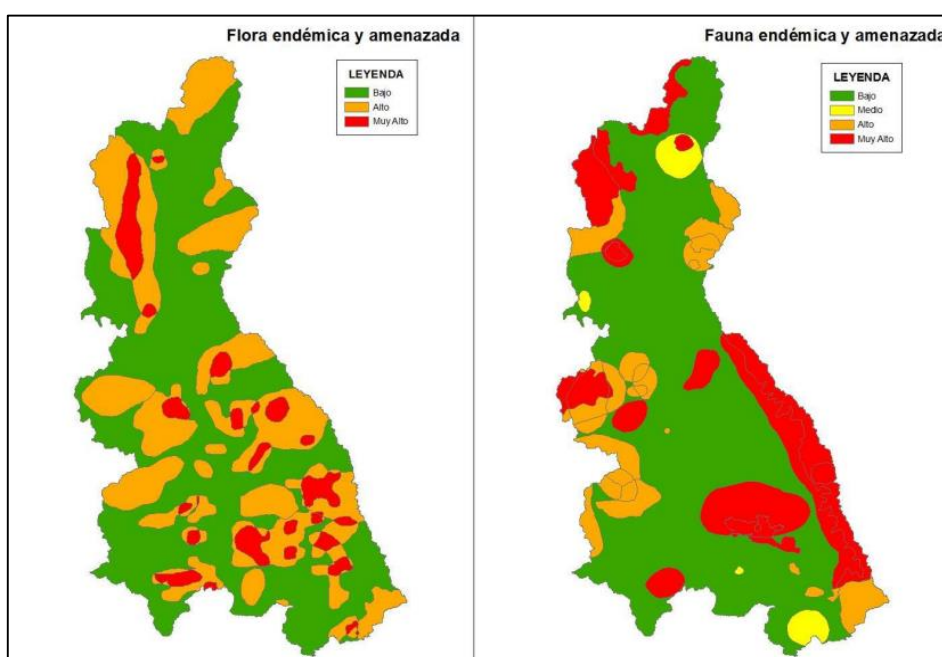 Flora endémica y amenazada
LEYENDA
Bajo
Alto
Muy Alto
Fauna endémica y amenazada
LEYENDA
Bajo
Medio
Alto
Muy Alto